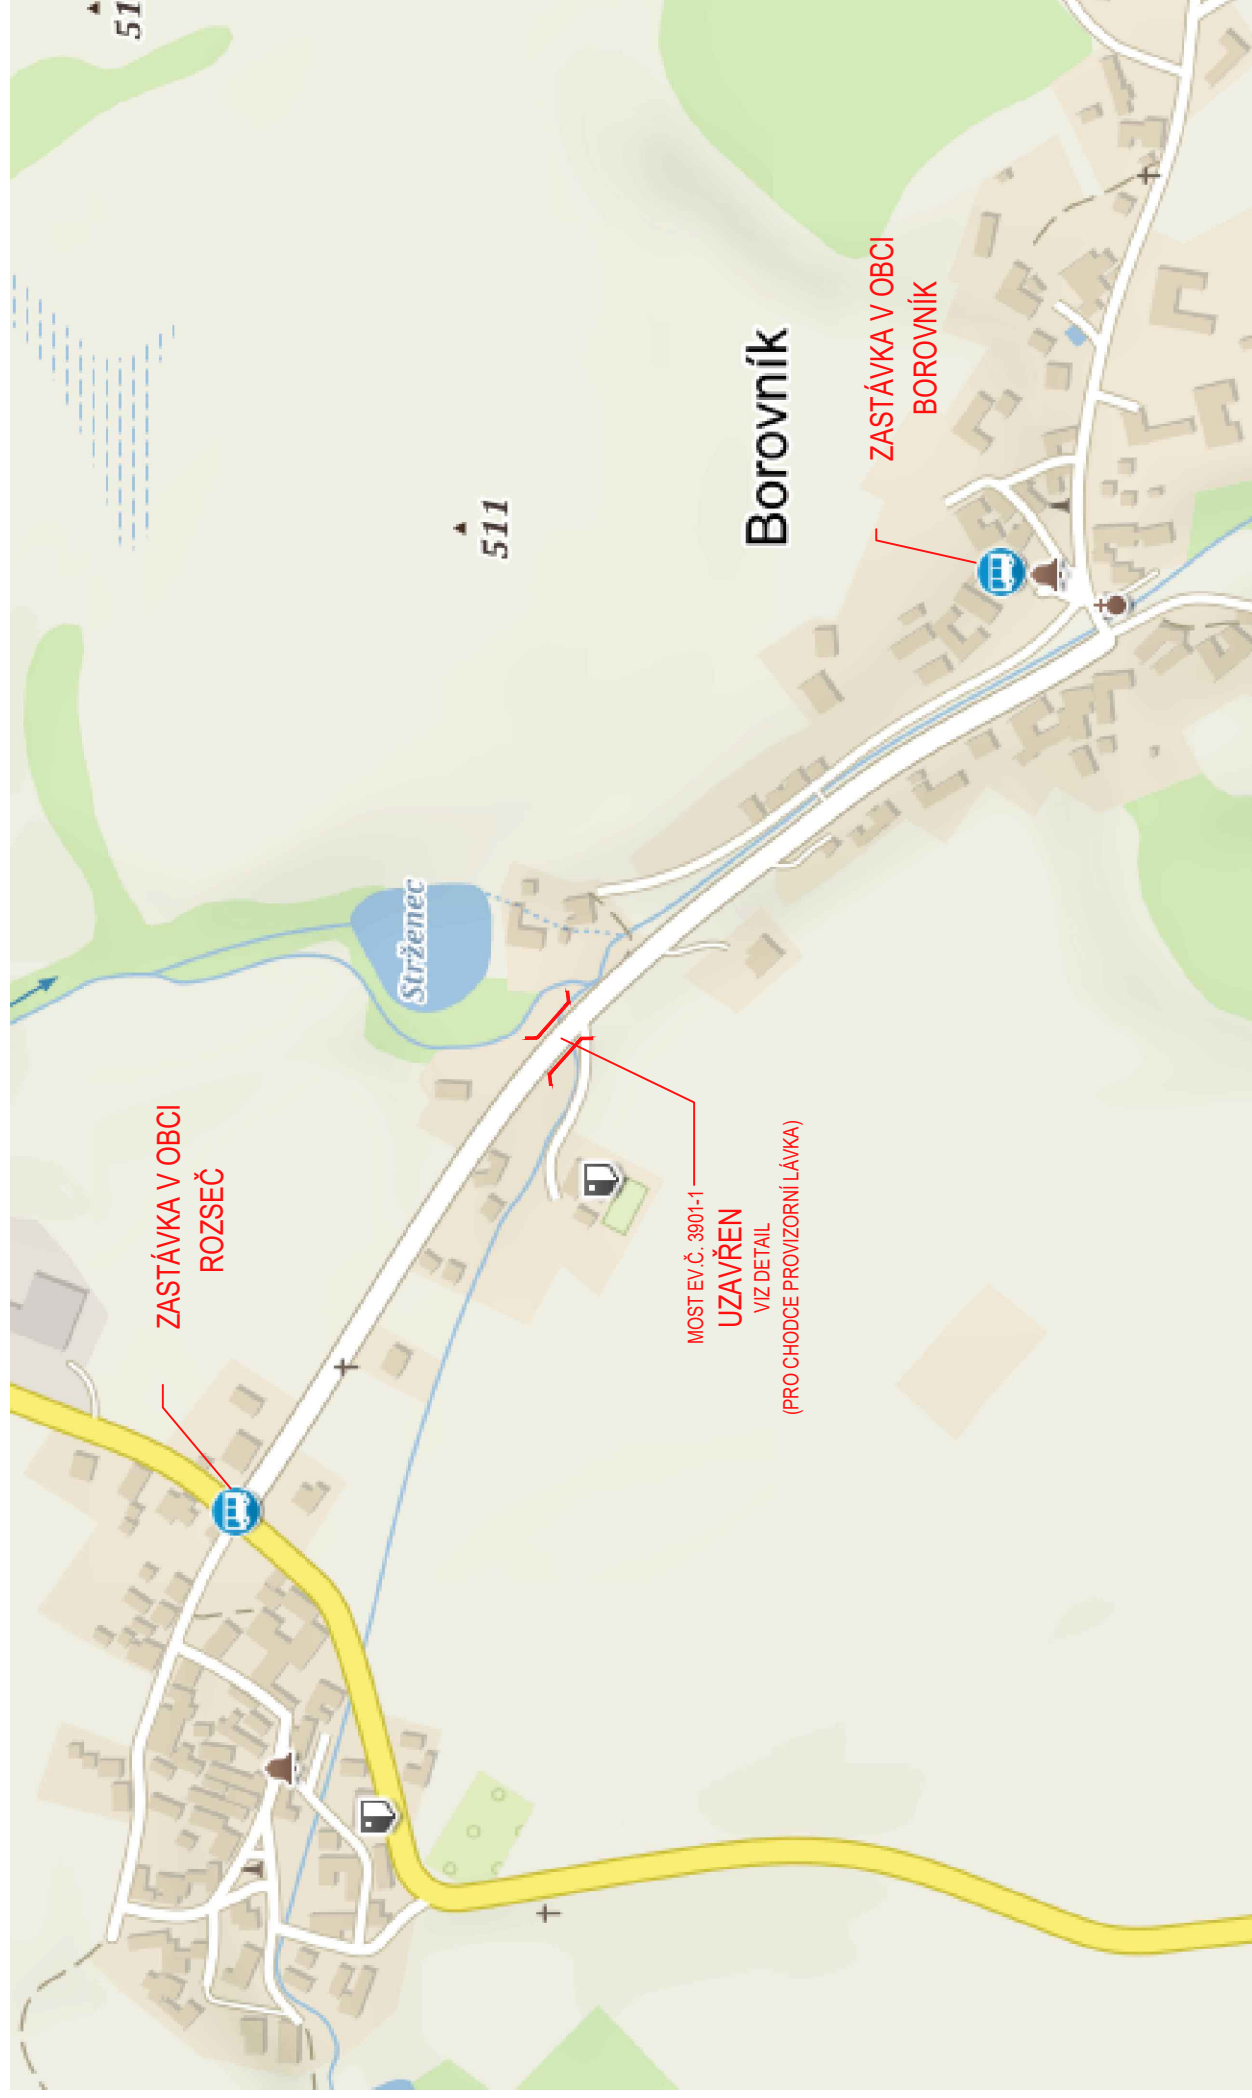 ZASTÁVKA V OBCI
ROZSEČ
Strženec
MOST EV.Č. 3901-1
UZAVŘEN
VIZ DETAIL
(PRO CHODCE PROVIZORNÍ LÁVKA)
511
Borovník
ZASTÁVKA V OBCI
BOROVNÍK
51